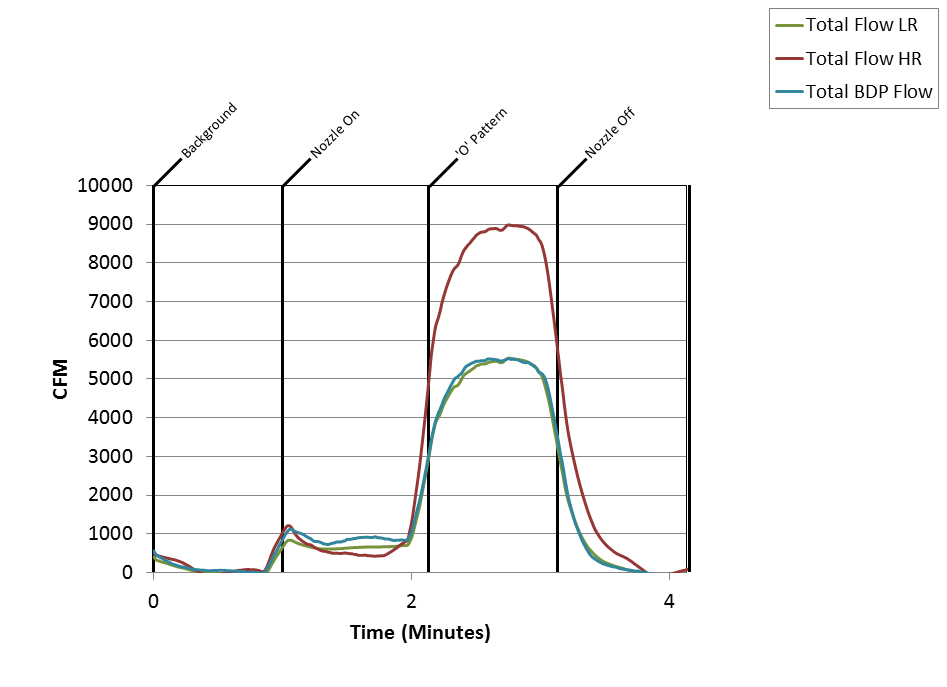 Total Flow LR
Total Flow HR
Total BDP Flow
Background
Nozzle On
'O' Pattern
Nozzle Off
10000
9000
8000
7000
6000
5000
4000
3000
2000
1000
0
CFM
0 2 4
Time (Minutes)